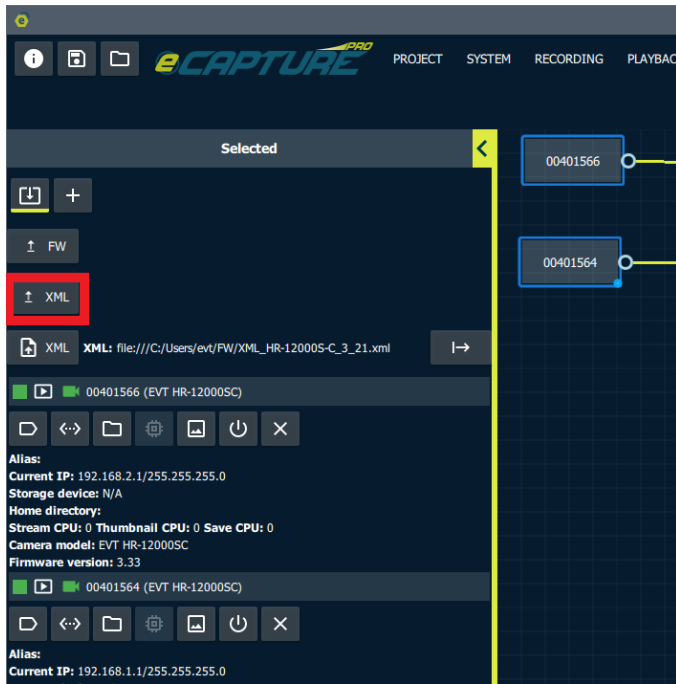 e
eCAPTURE PRO
PROJECT SYSTEM RECORDING PLAYBAC
Selected
00401566
FW
00401564
XML
XML XML: file:///C:/Users/evt/FW/XML_HR-12000S-C_3_21.xml
00401566 (EVT HR-12000SC)
Alias:
Current IP: 192.168.2.1/255.255.255.0
Storage device: N/A
Home directory:
Stream CPU: 0 Thumbnail CPU: 0 Save CPU: 0
Camera model: EVT HR-12000SC
Firmware version: 3.33
00401564 (EVT HR-12000SC)
Alias:
Current IP: 192.168.1.1/255.255.255.0